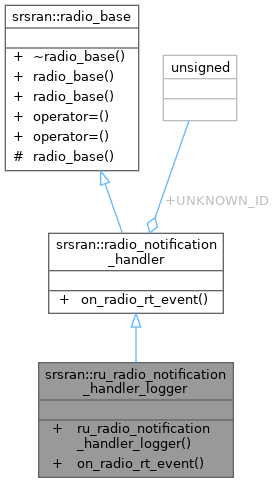 srsran::radio_base
+ ~radio_base()
+ radio_base()
+ radio_base()
+ operator=()
+ operator=()
# radio_base()
unsigned
+UNKNOWN_ID
srsran::radio_notification
_handler
+ on_radio_rt_event()
srsran::ru_radio_notification
_handler_logger
+ ru_radio_notification
_handler_logger()
+ on_radio_rt_event()